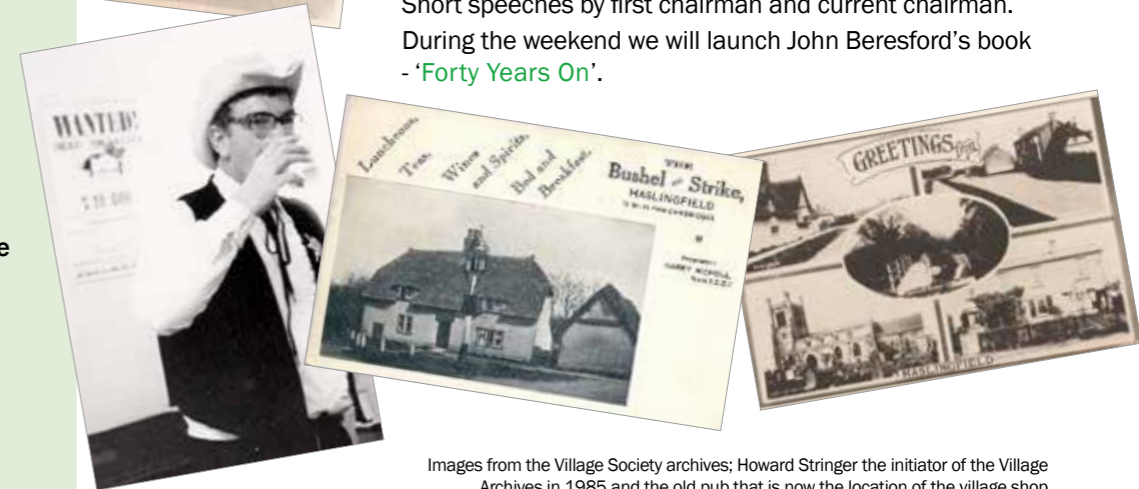 Short speeches by first chairman and current chairman.
During the weekend we will launch John Beresford's book
- 'Forty Years On'.
e
WANTED!
Luncheons,
Teas,
Wines
and Spirits,
Bed and
Breakfast.
THE
Bushel and Strike,
HASLINGFIELD
GREETINGS from
HASLINGFIELD
Images from the Village Society archives; Howard Stringer the initiator of the Village
Archives in 1985 and the old pub that is now the location of the village shop